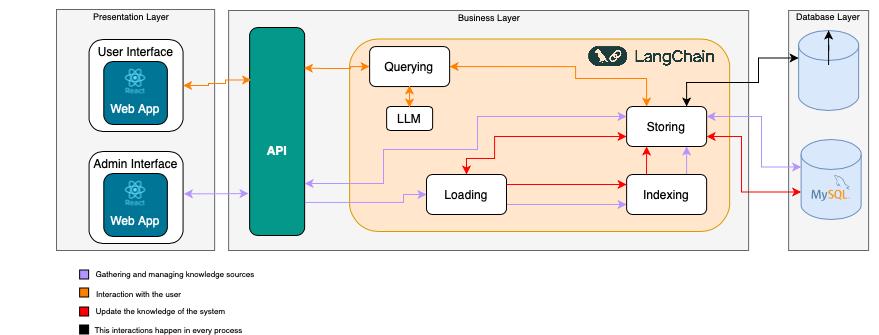 Presentation Layer
Business Layer
Database Layer
User Interface
React
Web App
Admin Interface
React
Web App
API
LangChain
Querying
LLM
Storing
Loading
Indexing
MySQL
Gathering and managing knowledge sources
Interaction with the user
Update the knowledge of the system
This interactions happen in every process